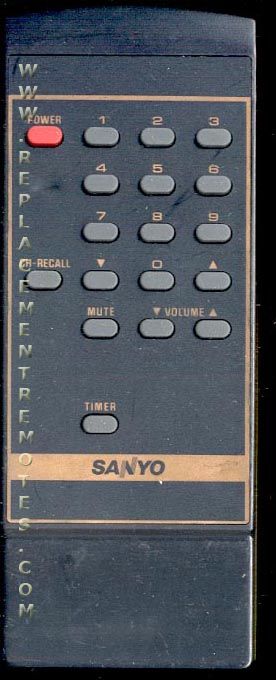 POWER 1 2 3
4 5 6
7 8 9
CH-RECALL ▼ 0 ▲
MUTE ▼ VOLUME ▲
TIMER
SANYO
WWW.REPLACEMENTREMOTES.COM